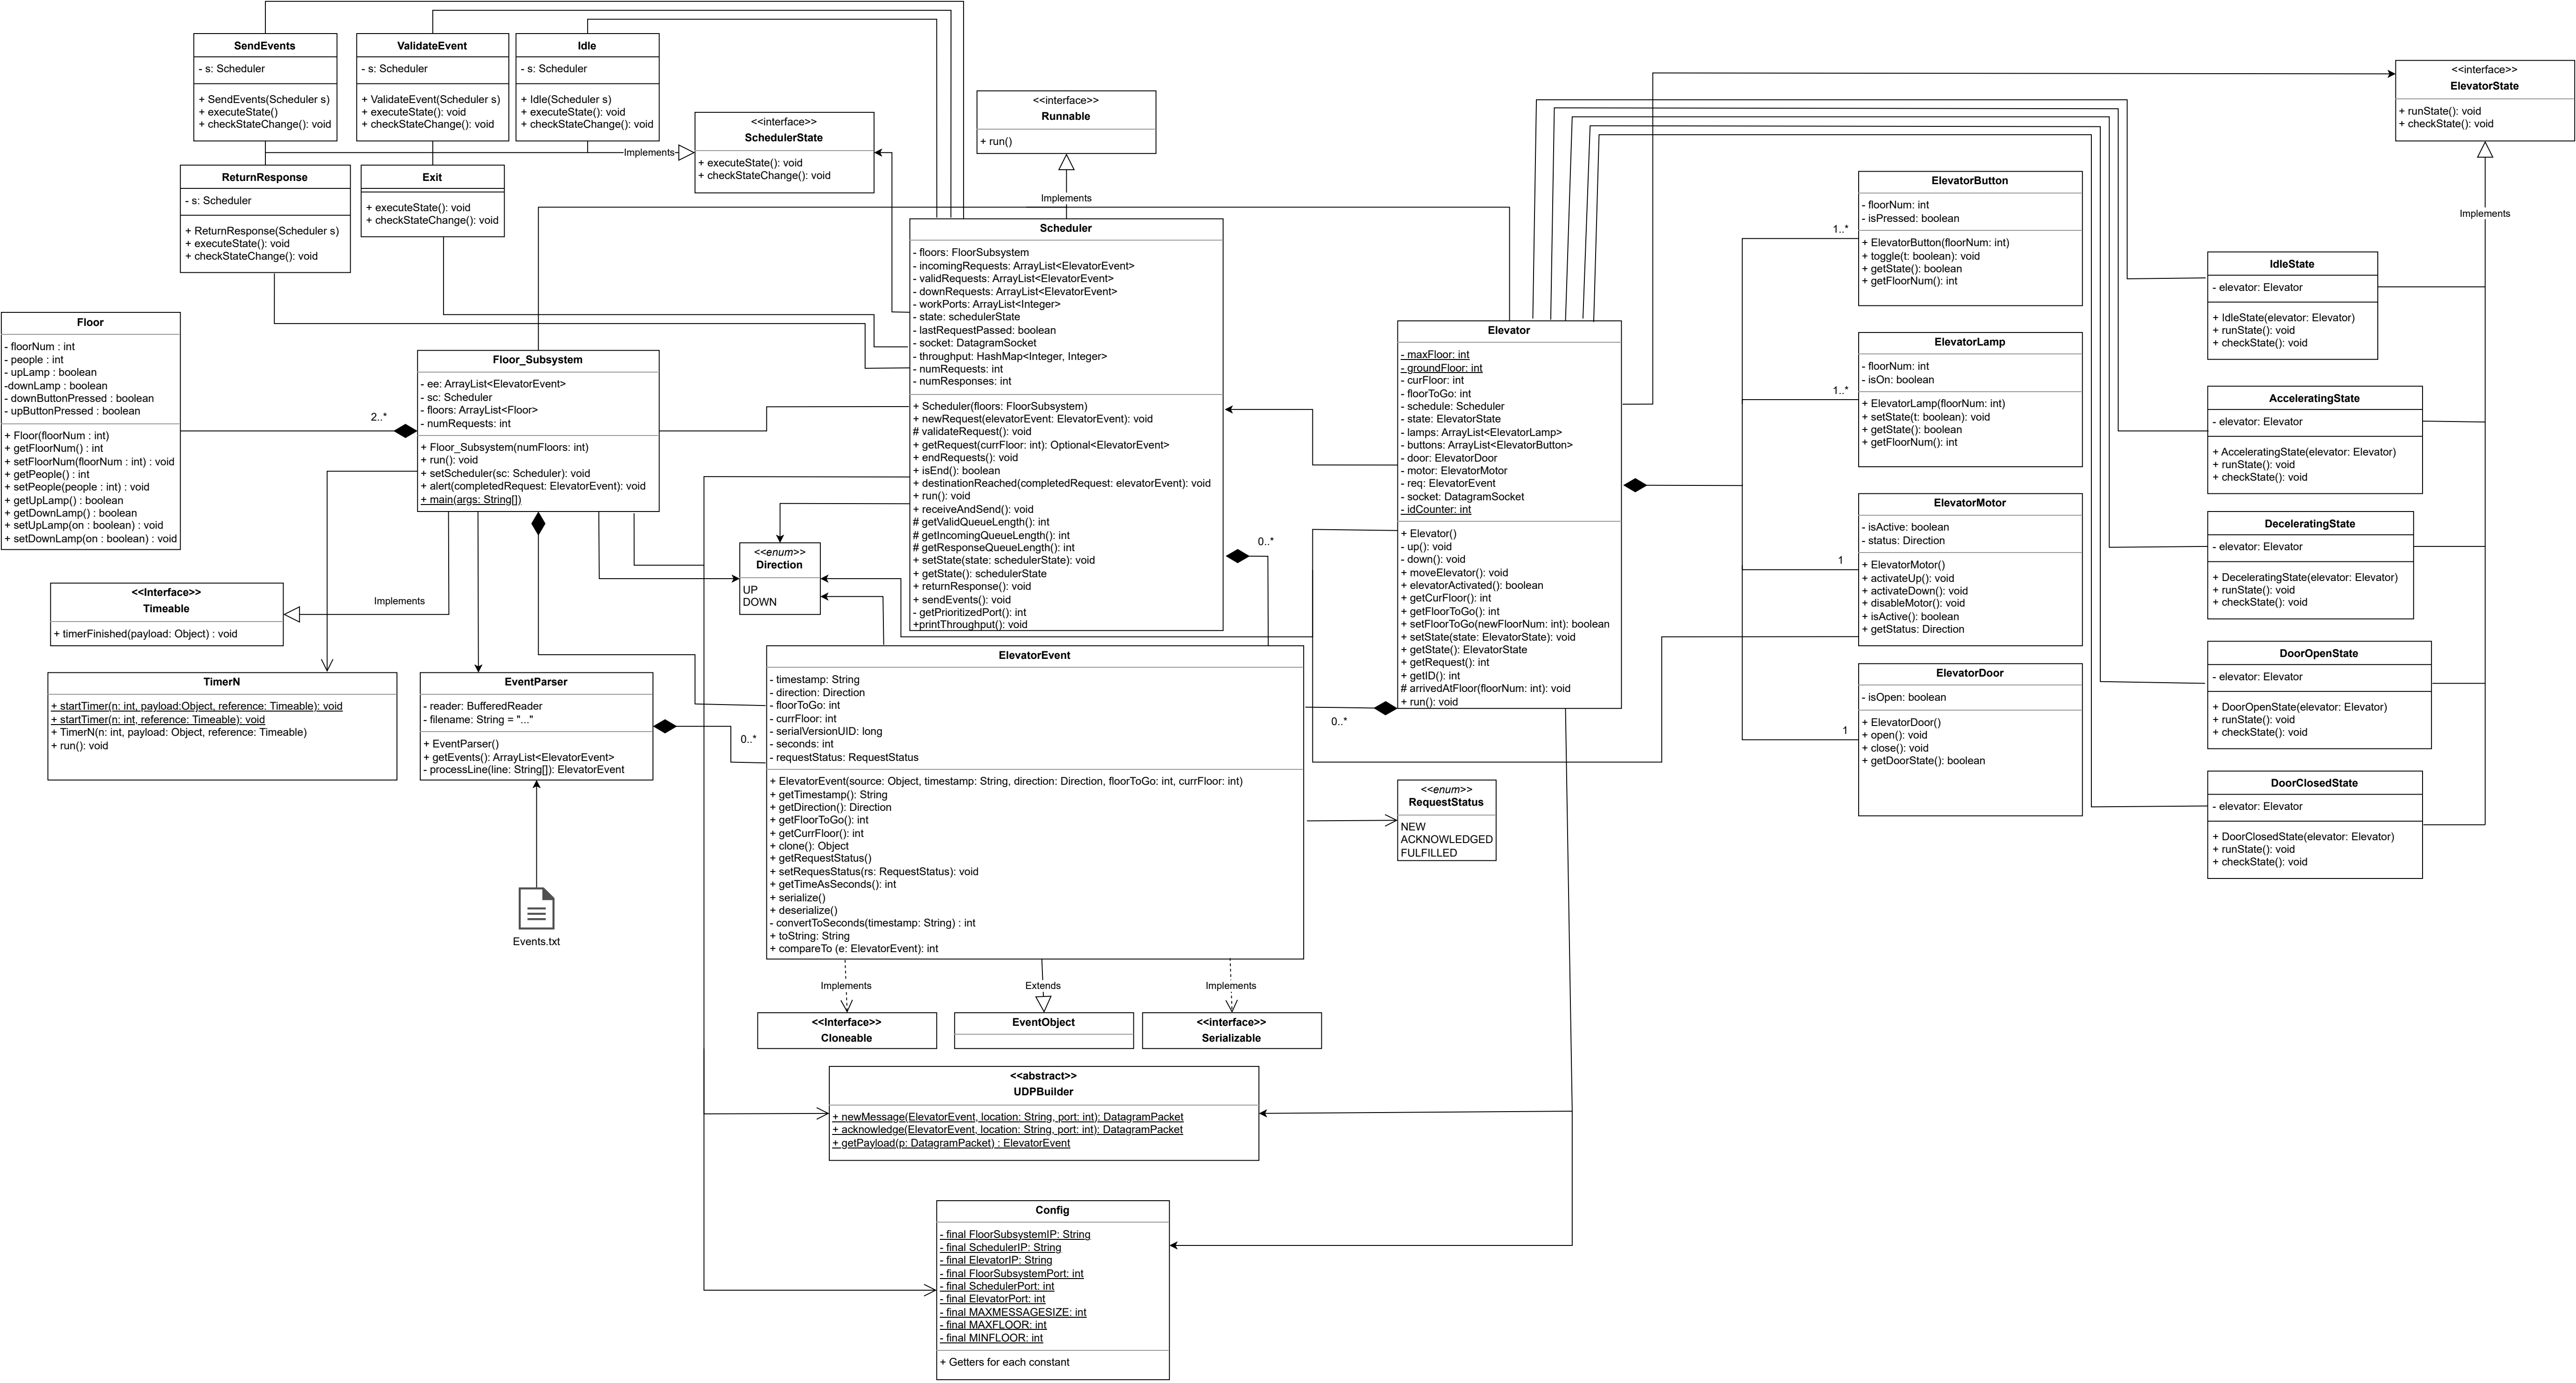 SendEvents
- s: Scheduler
+ SendEvents(Scheduler s)
+ executeState()
+ checkStateChange(): void
ValidateEvent
- s: Scheduler
+ ValidateEvent(Scheduler s)
+ executeState(): void
+ checkStateChange(): void
Idle
- s: Scheduler
+ Idle(Scheduler s)
+ executeState(): void
+ checkStateChange(): void
Implements
<<interface>>
SchedulerState
+ executeState(): void
+ checkStateChange(): void
<<interface>>
Runnable
+ run()
Implements
<<interface>>
ElevatorState
+ runState(): void
+ checkState(): void
Implements
ReturnResponse
- s: Scheduler
+ ReturnResponse(Scheduler s)
+ executeState(): void
+ checkStateChange(): void
Exit
+ executeState(): void
+ checkStateChange(): void
Floor
- floorNum : int
- people : int
- upLamp : boolean
-downLamp : boolean
- downButtonPressed : boolean
- upButtonPressed : boolean
+ Floor(floorNum : int)
+ getFloorNum() : int
+ setFloorNum(floorNum : int) : void
+ getPeople() : int
+ setPeople(people : int) : void
+ getUpLamp() : boolean
+ getDownLamp() : boolean
+ setUpLamp(on : boolean) : void
+ setDownLamp(on : boolean) : void
2..*
Floor_Subsystem
- ee: ArrayList<ElevatorEvent>
- sc: Scheduler
- floors: ArrayList<Floor>
- numRequests: int
+ Floor_Subsystem(numFloors: int)
+ run(): void
+ setScheduler(sc: Scheduler): void
+ alert(completedRequest: ElevatorEvent): void
+ main(args: String[])
Scheduler
- floors: FloorSubsystem
- incomingRequests: ArrayList<ElevatorEvent>
- validRequests: ArrayList<ElevatorEvent>
- downRequests: ArrayList<ElevatorEvent>
- workPorts: ArrayList<Integer>
- state: schedulerState
- lastRequestPassed: boolean
- socket: DatagramSocket
- throughput: HashMap<Integer, Integer>
- numRequests: int
- numResponses: int
+ Scheduler(floors: FloorSubsystem)
+ newRequest(elevatorEvent: ElevatorEvent): void
# validateRequest(): void
+ getRequest(currFloor: int): Optional<ElevatorEvent>
+ endRequests(): void
+ isEnd(): boolean
+ destinationReached(completedRequest: elevatorEvent): void
+ run(): void
+ receiveAndSend(): void
# getValidQueueLength(): int
# getIncomingQueueLength(): int
# getResponseQueueLength(): int
+ setState(state: schedulerState): void
+ getState(): schedulerState
+ returnResponse(): void
+ sendEvents(): void
- getPrioritizedPort(): int
+printThroughput(): void
0..*
Elevator
- maxFloor: int
- groundFloor: int
- curFloor: int
- floorToGo: int
- schedule: Scheduler
- state: ElevatorState
- lamps: ArrayList<ElevatorLamp>
- buttons: ArrayList<ElevatorButton>
- door: ElevatorDoor
- motor: ElevatorMotor
- req: ElevatorEvent
- socket: DatagramSocket
- idCounter: int
+ Elevator()
- up(): void
- down(): void
+ moveElevator(): void
+ elevatorActivated(): boolean
+ getCurFloor(): int
+ getFloorToGo(): int
+ setFloorToGo(newFloorNum: int): boolean
+ setState(state: ElevatorState): void
+ getState(): ElevatorState
+ getRequest(): int
+ getID(): int
# arrivedAtFloor(floorNum: int): void
+ run(): void
1..*
ElevatorButton
- floorNum: int
- isPressed: boolean
+ ElevatorButton(floorNum: int)
+ toggle(t: boolean): void
+ getState(): boolean
+ getFloorNum(): int
1..*
ElevatorLamp
- floorNum: int
- isOn: boolean
+ ElevatorLamp(floorNum: int)
+ setState(t: boolean): void
+ getState(): boolean
+ getFloorNum(): int
1
ElevatorMotor
- isActive: boolean
- status: Direction
+ ElevatorMotor()
+ activateUp(): void
+ activateDown(): void
+ disableMotor(): void
+ isActive(): boolean
+ getStatus: Direction
1
ElevatorDoor
- isOpen: boolean
+ ElevatorDoor()
+ open(): void
+ close(): void
+ getDoorState(): boolean
IdleState
- elevator: Elevator
+ IdleState(elevator: Elevator)
+ runState(): void
+ checkState(): void
AcceleratingState
- elevator: Elevator
+ AcceleratingState(elevator: Elevator)
+ runState(): void
+ checkState(): void
DeceleratingState
- elevator: Elevator
+ DeceleratingState(elevator: Elevator)
+ runState(): void
+ checkState(): void
DoorOpenState
- elevator: Elevator
+ DoorOpenState(elevator: Elevator)
+ runState(): void
+ checkState(): void
DoorClosedState
- elevator: Elevator
+ DoorClosedState(elevator: Elevator)
+ runState(): void
+ checkState(): void
<<enum>>
Direction
UP
DOWN
<<Interface>>
Timeable
+ timerFinished(payload: Object) : void
Implements
TimerN
+ startTimer(n: int, payload:Object, reference: Timeable): void
+ startTimer(n: int, reference: Timeable): void
+ TimerN(n: int, payload: Object, reference: Timeable)
+ run(): void
EventParser
- reader: BufferedReader
- filename: String = "..."
+ EventParser()
+ getEvents(): ArrayList<ElevatorEvent>
- processLine(line: String[]): ElevatorEvent
0..*
Events.txt
ElevatorEvent
- timestamp: String
- direction: Direction
- floorToGo: int
- currFloor: int
- serialVersionUID: long
- seconds: int
- requestStatus: RequestStatus
+ ElevatorEvent(source: Object, timestamp: String, direction: Direction, floorToGo: int, currFloor: int)
+ getTimestamp(): String
+ getDirection(): Direction
+ getFloorToGo(): int
+ getCurrFloor(): int
+ clone(): Object
+ getRequestStatus()
+ setRequesStatus(rs: RequestStatus): void
+ getTimeAsSeconds(): int
+ serialize()
+ deserialize()
- convertToSeconds(timestamp: String) : int
+ toString: String
+ compareTo (e: ElevatorEvent): int
0..*
<<enum>>
RequestStatus
NEW
ACKNOWLEDGED
FULFILLED
Implements
Extends
Implements
<<Interface>>
Cloneable
EventObject
<<interface>>
Serializable
<<abstract>>
UDPBuilder
+ newMessage(ElevatorEvent, location: String, port: int): DatagramPacket
+ acknowledge(ElevatorEvent, location: String, port: int): DatagramPacket
+ getPayload(p: DatagramPacket) : ElevatorEvent
Config
- final FloorSubsystemIP: String
- final SchedulerIP: String
- final ElevatorIP: String
- final FloorSubsystemPort: int
- final SchedulerPort: int
- final ElevatorPort: int
- final MAXMESSAGESIZE: int
- final MAXFLOOR: int
- final MINFLOOR: int
+ Getters for each constant